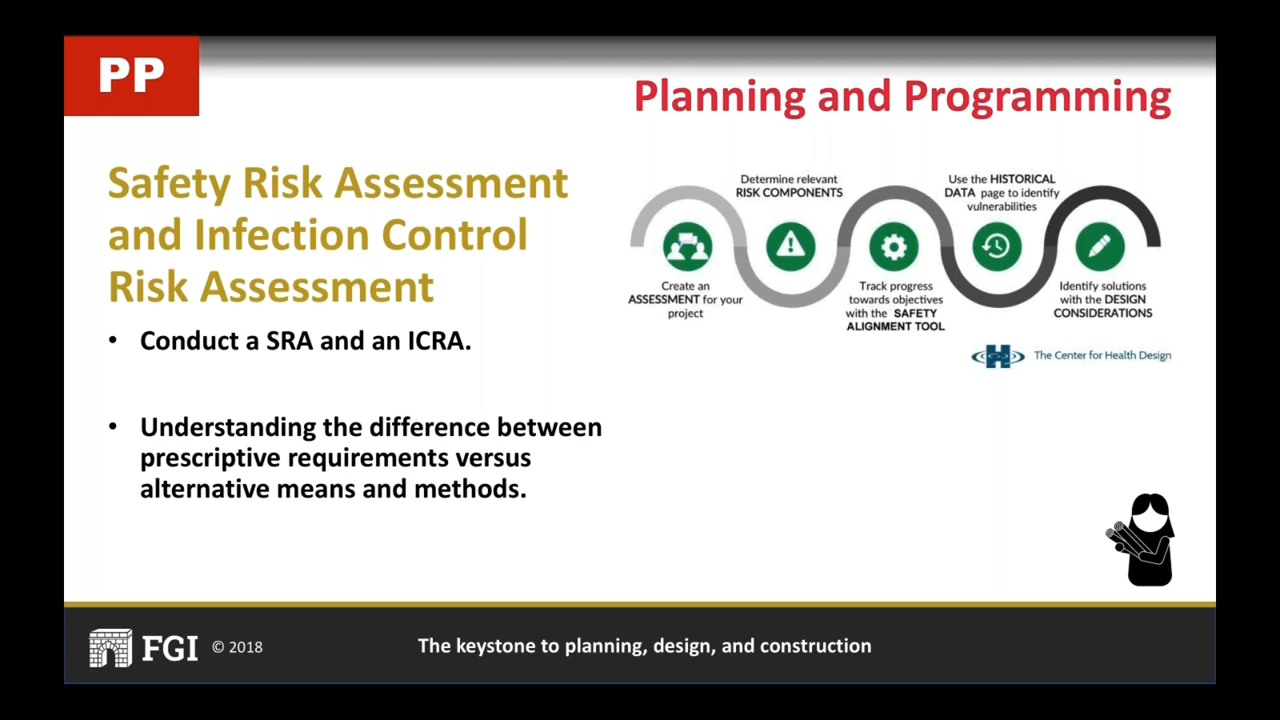 PP
Planning and Programming
Safety Risk Assessment
and Infection Control
Risk Assessment
• Conduct a SRA and an ICRA.
• Understanding the difference between
prescriptive requirements versus
alternative means and methods.
Determine relevant
RISK COMPONENTS
Use the HISTORICAL
DATA page to identify
vulnerabilities
Create an
ASSESSMENT for your
project
Track progress
towards objectives
with the SAFETY
ALIGNMENT TOOL
Identify solutions
with the DESIGN
CONSIDERATIONS
H
The Center for Health Design
FGI © 2018
The keystone to planning, design, and construction